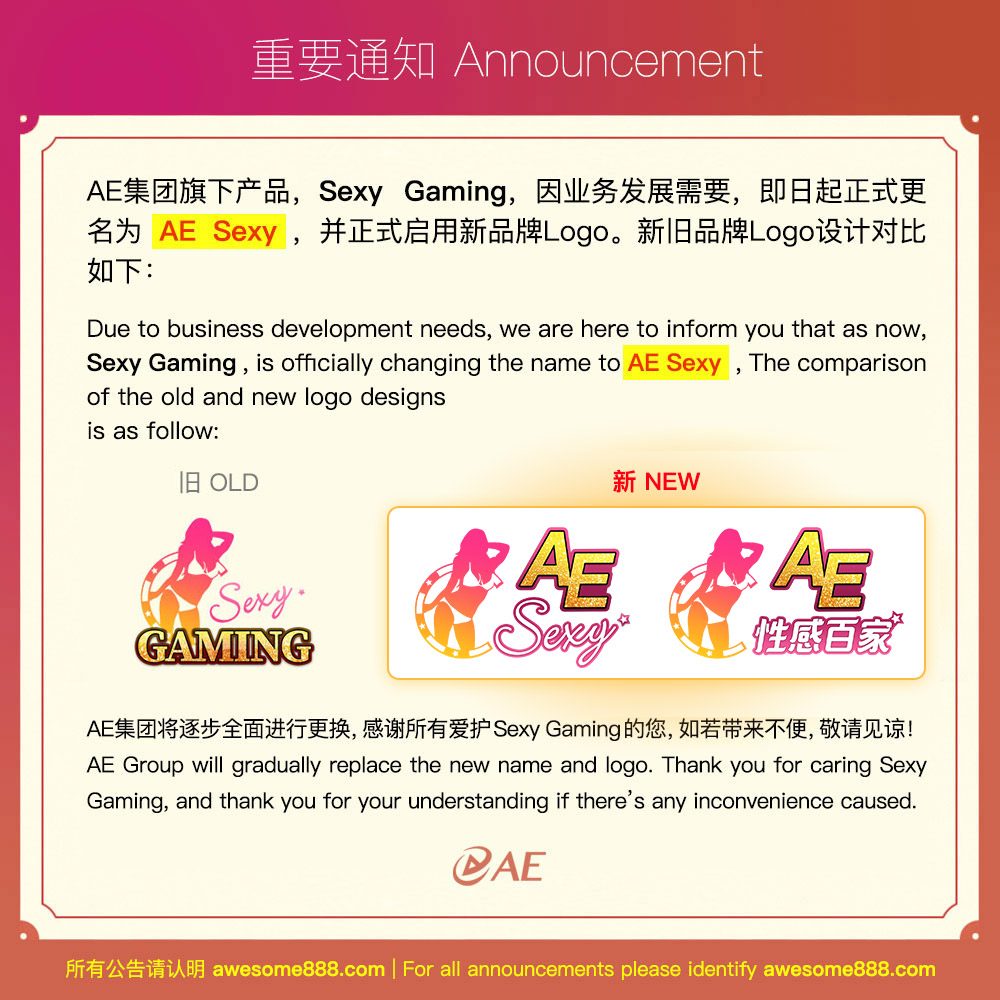 重要通知 Announcement
AE集团旗下产品，Sexy Gaming，因业务发展需要，即日起正式更
名为 AE Sexy ，并正式启用新品牌Logo。新旧品牌Logo设计对比
如下：
Due to business development needs, we are here to inform you that as now,
Sexy Gaming , is officially changing the name to AE Sexy , The comparison
of the old and new logo designs
is as follow:
旧 OLD
新 NEW
Sexy
GAMING
AE
Sexy
AE
性感百家
AE集团将逐步全面进行更换，感谢所有爱护Sexy Gaming的您，如若带来不便，敬请见谅！
AE Group will gradually replace the new name and logo. Thank you for caring Sexy
Gaming, and thank you for your understanding if there's any inconvenience caused.
AE
所有公告请认明 awesome888.com | For all announcements please identify awesome888.com